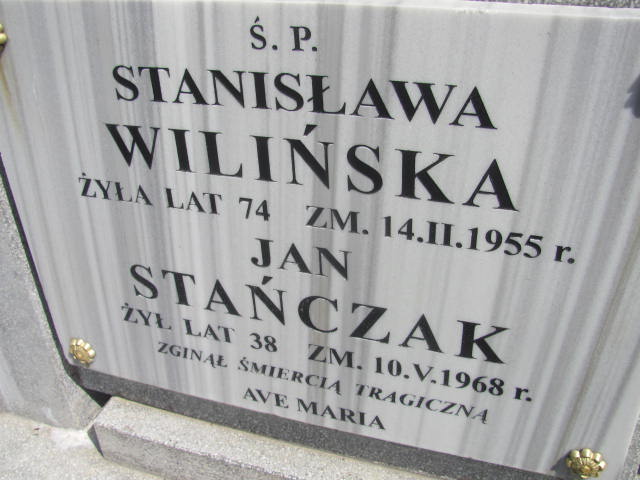 Ś. P.
STANISŁAWA
WILIŃSKA
ŻYŁA LAT 74 ZM. 14.II.1955 r.
JAN
STAŃCZAK
ŻYŁ LAT 38 ZM. 10.V.1968 r.
ZGINĄŁ ŚMIERCIĄ TRAGICZNĄ
AVE MARIA